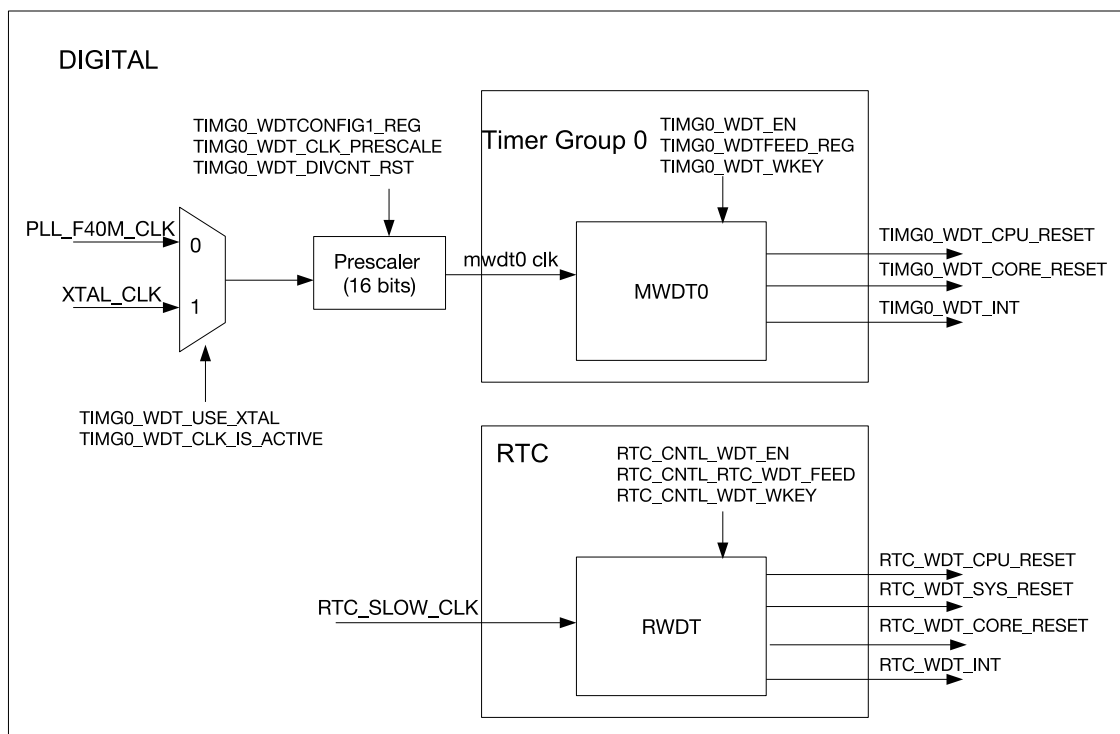 DIGITAL
TIMG0_WDTCONFIG1_REG
TIMG0_WDT_CLK_PRESCALE
TIMG0_WDT_DIVCNT_RST
Timer Group 0
TIMG0_WDT_EN
TIMG0_WDTFEED_REG
TIMG0_WDT_WKEY
PLL_F40M_CLK
0
XTAL_CLK
1
Prescaler
(16 bits)
mwdt0 clk
MWDT0
TIMG0_WDT_CPU_RESET
TIMG0_WDT_CORE_RESET
TIMG0_WDT_INT
TIMG0_WDT_USE_XTAL
TIMG0_WDT_CLK_IS_ACTIVE
RTC
RTC_CNTL_WDT_EN
RTC_CNTL_RTC_WDT_FEED
RTC_CNTL_WDT_WKEY
RTC_SLOW_CLK
RWDT
RTC_WDT_CPU_RESET
RTC_WDT_SYS_RESET
RTC_WDT_CORE_RESET
RTC_WDT_INT